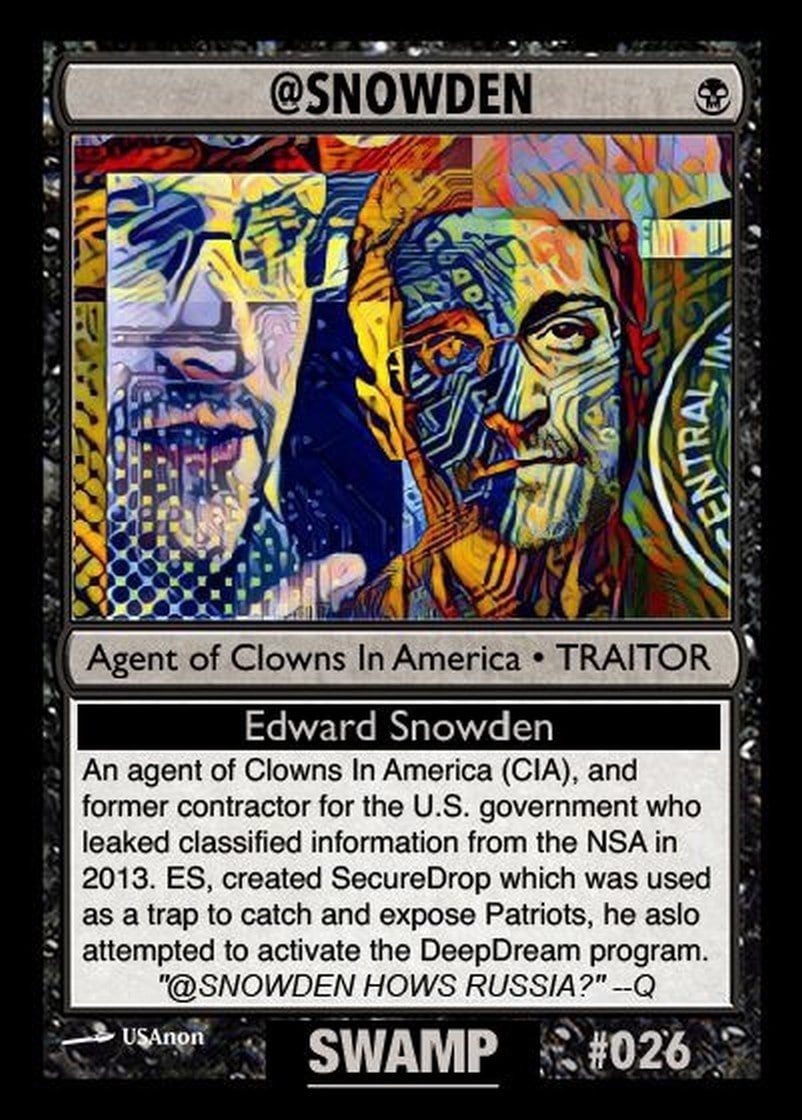 @SNOWDEN
ENTRAL IN
Agent of Clowns In America • TRAITOR
Edward Snowden
An agent of Clowns In America (CIA), and
former contractor for the U.S. government who
leaked classified information from the NSA in
2013. ES, created SecureDrop which was used
as a trap to catch and expose Patriots, he aslo
attempted to activate the DeepDream program.
"@SNOWDEN HOWS RUSSIA?" --Q
USAnon
SWAMP
#026